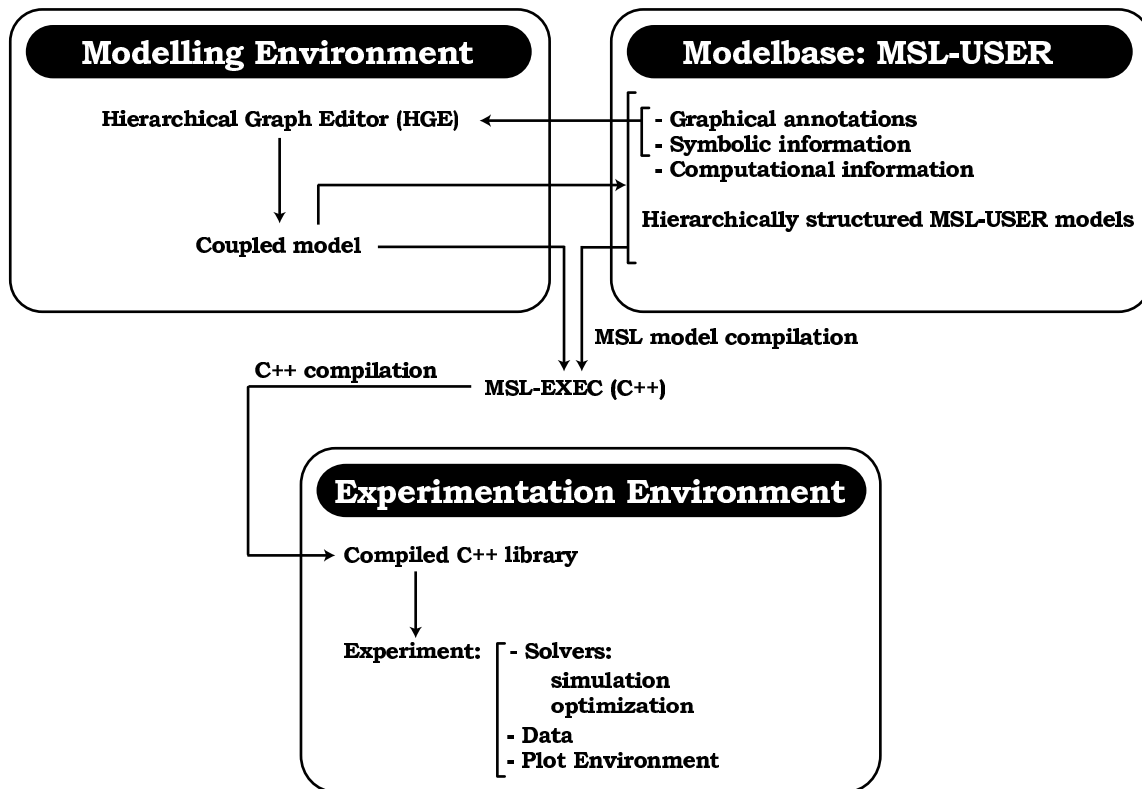 Modelling Environment
Hierarchical Graph Editor (HGE)
Coupled model
Modelbase: MSL-USER
- Graphical annotations
- Symbolic information
- Computational information
Hierarchically structured MSL-USER models
MSL model compilation
C++ compilation
MSL-EXEC (C++)
Experimentation Environment
Compiled C++ library
Experiment:
- Solvers:
simulation
optimization
- Data
- Plot Environment